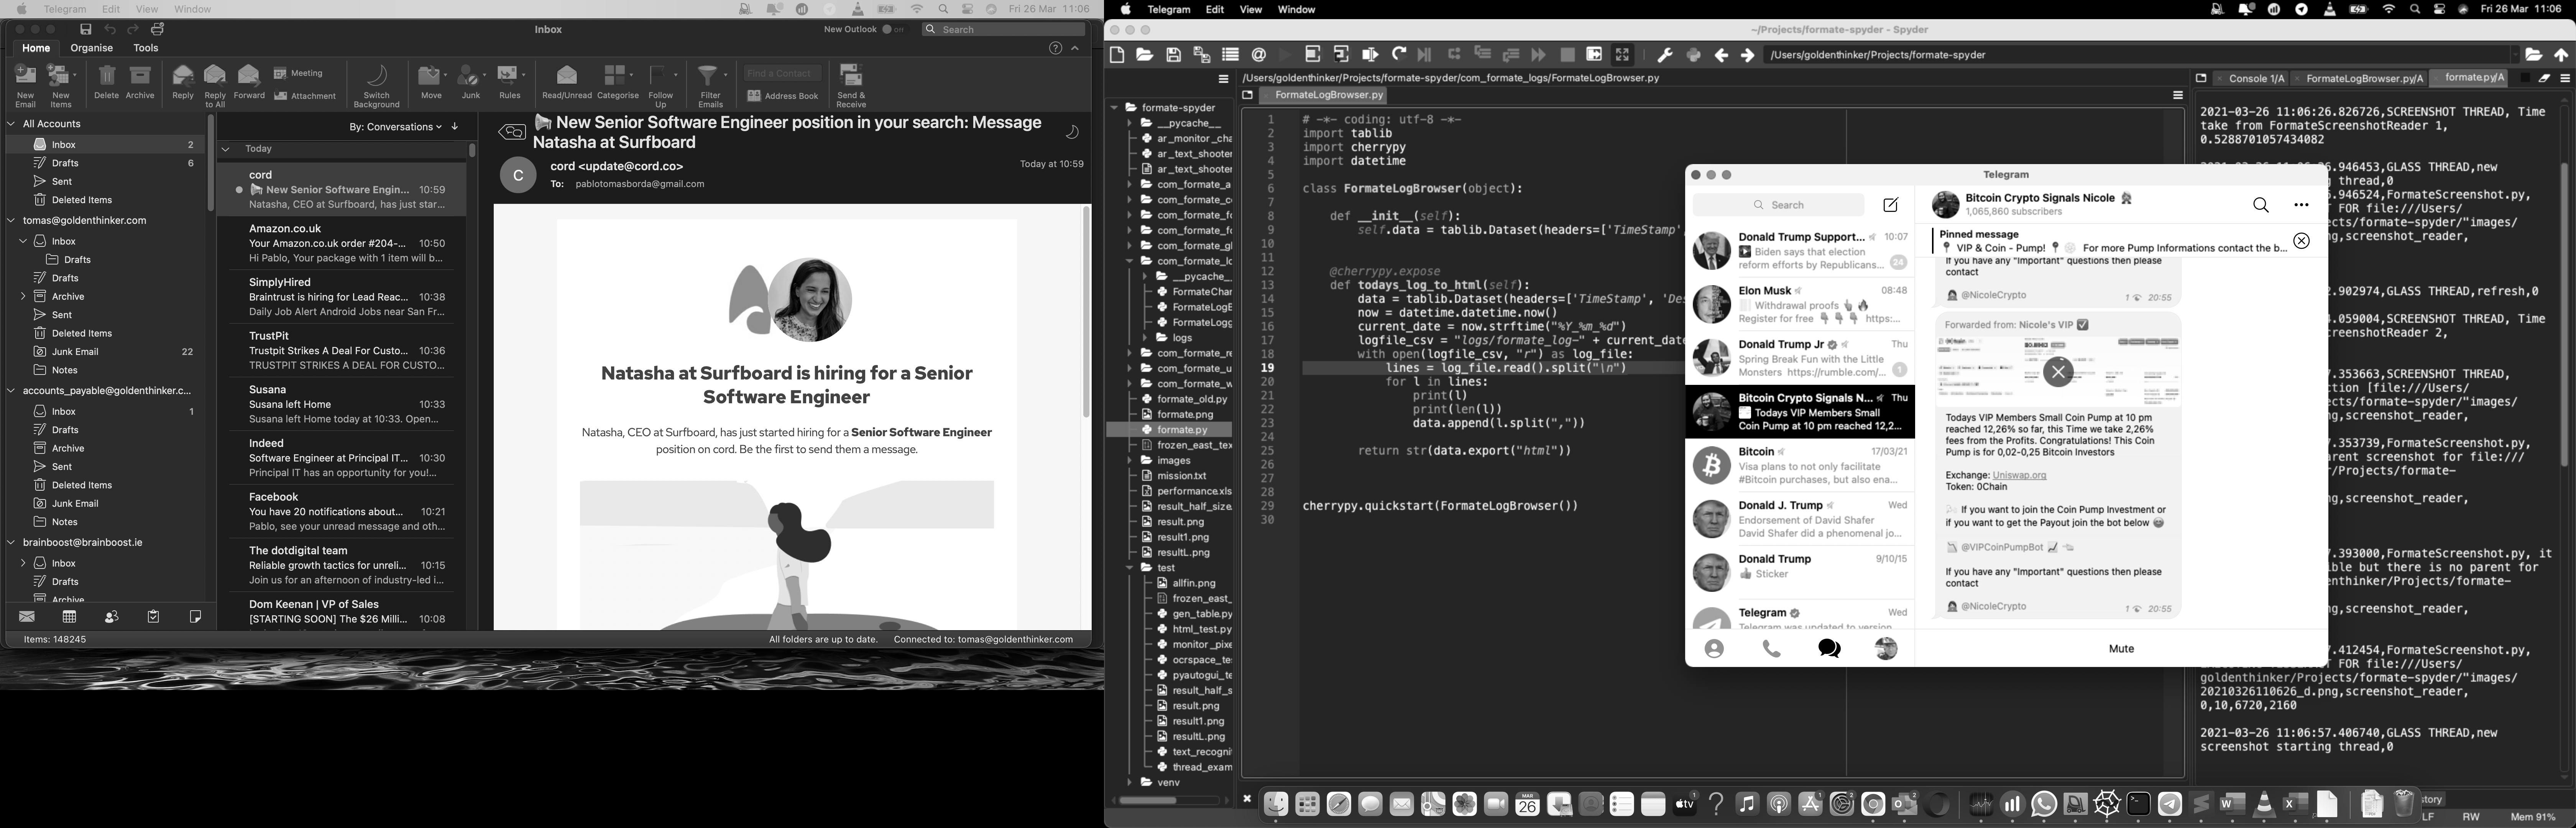 Telegram Edit View Window
Fri 26 Mar 11:06
Inbox
New Outlook
on
Search
Home Organise Tools
New Email
New Items
Delete
Archive
Reply
Reply to All
Forward
Meeting
Attachment
Switch Background
Move
Junk
Rules
Read/Unread
Categorise
Follow Up
Filter Emails
Find a Contact
Address Book
Send & Receive
All Accounts
Inbox 2
Drafts 6
Sent
Deleted Items
tomas@goldenthinker.com
Inbox
Drafts
Drafts
Archive
Sent
Deleted Items
Junk Email 22
Notes
accounts_payable@goldenthinker.c...
Inbox 1
Drafts
Archive
Sent
Deleted Items
Junk Email
Notes
brainboost@brainboost.ie
Inbox
Drafts
Archive
By: Conversations
Today
cord
New Senior Software Engin... 10:59
Natasha, CEO at Surfboard, has just star...
Amazon.co.uk
Your Amazon.co.uk order #204-... 10:50
Hi Pablo, Your package with 1 item will b...
SimplyHired
Braintrust is hiring for Lead Reac... 10:38
Daily Job Alert Android Jobs near San Fr...
TrustPit
Trustpit Strikes A Deal For Custo... 10:36
TRUSTPIT STRIKES A DEAL FOR CUSTO...
Susana
Susana left Home 10:33
Susana left Home today at 10:33. Open...
Indeed
Software Engineer at Principal IT... 10:30
Principal IT has an opportunity for you!...
Facebook
You have 20 notifications about... 10:21
Pablo, see your unread message and oth...
The dotdigital team
Reliable growth tactics for unreli... 10:15
Join us for an afternoon of industry-led i...
Dom Keenan | VP of Sales
[STARTING SOON] The $26 Milli... 10:08
New Senior Software Engineer position in your search: Message
Natasha at Surfboard
C
cord <update@cord.co>
Today at 10:59
To: pablotomasborda@gmail.com
Natasha at Surfboard is hiring for a Senior
Software Engineer
Natasha, CEO at Surfboard, has just started hiring for a Senior Software Engineer
position on cord. Be the first to send them a message.
Items: 148245
All folders are up to date.
Connected to: tomas@goldenthinker.com
Telegram Edit View Window
Fri 26 Mar 11:06
~/Projects/formate-spyder - Spyder
/Users/goldenthinker/Projects/formate-spyder
formate-spyder
__pycache__
ar_monitor_cha
ar_text_shooter
ar_text_shooter
com_formate_a
com_formate_c
com_formate_fo
com_formate_fo
com_formate_gl
com_formate_lo
__pycache__
FormateChar
FormateLogB
FormateLogg
logs
com_formate_re
com_formate_u
com_formate_w
formate_old.py
formate.png
formate.py
frozen_east_tex
images
mission.txt
performance.xls
result_half_size.
result.png
result1.png
resultL.png
test
allfin.png
frozen_east_
gen_table.py
html_test.py
monitor_pixe
ocrspace_tes
pyautogui_te
result_half_s
result.png
result1.png
resultL.png
text_recogni
thread_exam
venv
/Users/goldenthinker/Projects/formate-spyder/com_formate_logs/FormateLogBrowser.py
FormateLogBrowser.py
1 # -*- coding: utf-8 -*-
2 import tablib
3 import cherrypy
4 import datetime
5
6 class FormateLogBrowser(object):
7
8 def __init__(self):
9 self.data = tablib.Dataset(headers=['TimeStamp',
10
11
12 @cherrypy.expose
13 def todays_log_to_html(self):
14 data = tablib.Dataset(headers=['TimeStamp', 'Des
15 now = datetime.datetime.now()
16 current_date = now.strftime("%Y_%m_%d")
17 logfile_csv = "logs/formate_log-" + current_date
18 with open(logfile_csv, "r") as log_file:
19 lines = log_file.read().split("\n")
20 for l in lines:
21 print(l)
22 print(len(l))
23 data.append(l.split(","))
24
25 return str(data.export("html"))
26
27
28
29 cherrypy.quickstart(FormateLogBrowser())
30
Telegram
Search
Donald Trump Support... 10:07
Biden says that election
reform efforts by Republicans... 24
Elon Musk 08:48
Withdrawal proofs
Register for free https:...
Donald Trump Jr Thu
Spring Break Fun with the Little
Monsters https://rumble.com/... 1
Bitcoin Crypto Signals N... Thu
Todays VIP Members Small
Coin Pump at 10 pm reached 12,2...
Bitcoin 17/03/21
Visa plans to not only facilitate
#Bitcoin purchases, but also ena...
Donald J. Trump Wed
Endorsement of David Shafer
David Shafer did a phenomenal jo...
Donald Trump 9/10/15
Sticker
Telegram Wed
Telegram was updated to version
Bitcoin Crypto Signals Nicole
1,065,860 subscribers
Pinned message
VIP & Coin - Pump! For more Pump Informations contact the b...
If you have any "Important" questions then please
contact
@NicoleCrypto
1 20:55
Forwarded from: Nicole's VIP
Todays VIP Members Small Coin Pump at 10 pm
reached 12,26% so far, this Time we take 2,26%
fees from the Profits. Congratulations! This Coin
Pump is for 0,02-0,25 Bitcoin Investors
Exchange: Uniswap.org
Token: 0Chain
If you want to join the Coin Pump Investment or
if you want to get the Payout join the bot below
@VIPCoinPumpBot
If you have any "Important" questions then please
contact
@NicoleCrypto
1 20:55
Mute
Console 1/A
FormateLogBrowser.py/A
formate.py/A
2021-03-26 11:06:26.826726,SCREENSHOT THREAD, Time
take from FormateScreenshotReader 1,
0.5288701057434082
6.946453,GLASS THREAD,new
g thread,0
6.946524,FormateScreenshot.py,
FOR file:///Users/
jects/formate-spyder/"images/
ng,screenshot_reader,
2.902974,GLASS THREAD,refresh,0
4.059004,SCREENSHOT THREAD, Time
tReader 2,
7.353663,SCREENSHOT THREAD,
ction [file:///Users/
jects/formate-spyder/"images/
ng,screenshot_reader,
7.353739,FormateScreenshot.py,
parent screenshot for file:///
r/Projects/formate-
ng,screenshot_reader,
7.393000,FormateScreenshot.py, it
ible but there is no parent for
enthinker/Projects/formate-
ng,screenshot_reader,
7.412454,FormateScreenshot.py,
FOR file:///Users/
goldenthinker/Projects/formate-spyder/"images/
20210326110626_d.png,screenshot_reader,
0,10,6720,2160
2021-03-26 11:06:57.406740,GLASS THREAD,new
screenshot starting thread,0
MAR
26
tv
story
LF RW Mem 91%